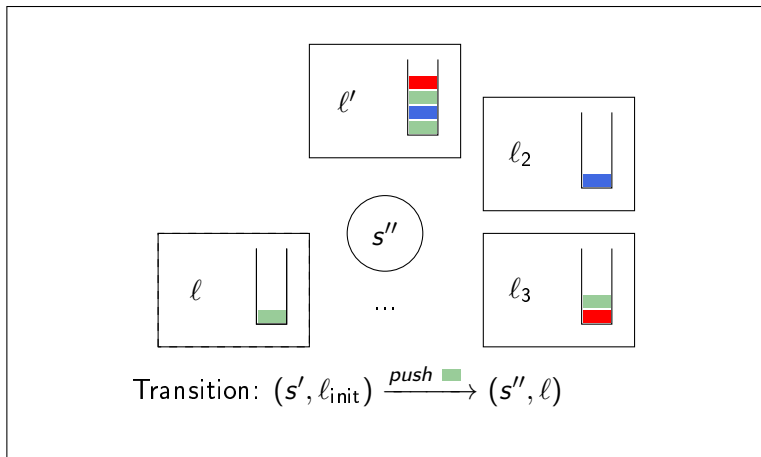 ℓ′
ℓ₂
s″
ℓ
ℓ₃
...
Transition: (s′, ℓ_init) —push→ (s″, ℓ)